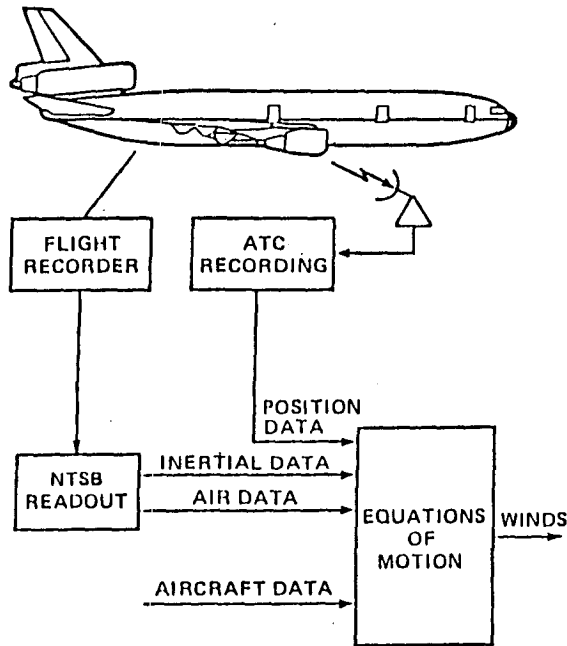 FLIGHT
RECORDER
ATC
RECORDING
POSITION
DATA
NTSB
READOUT
INERTIAL DATA
AIR DATA
AIRCRAFT DATA
EQUATIONS
OF
MOTION
WINDS